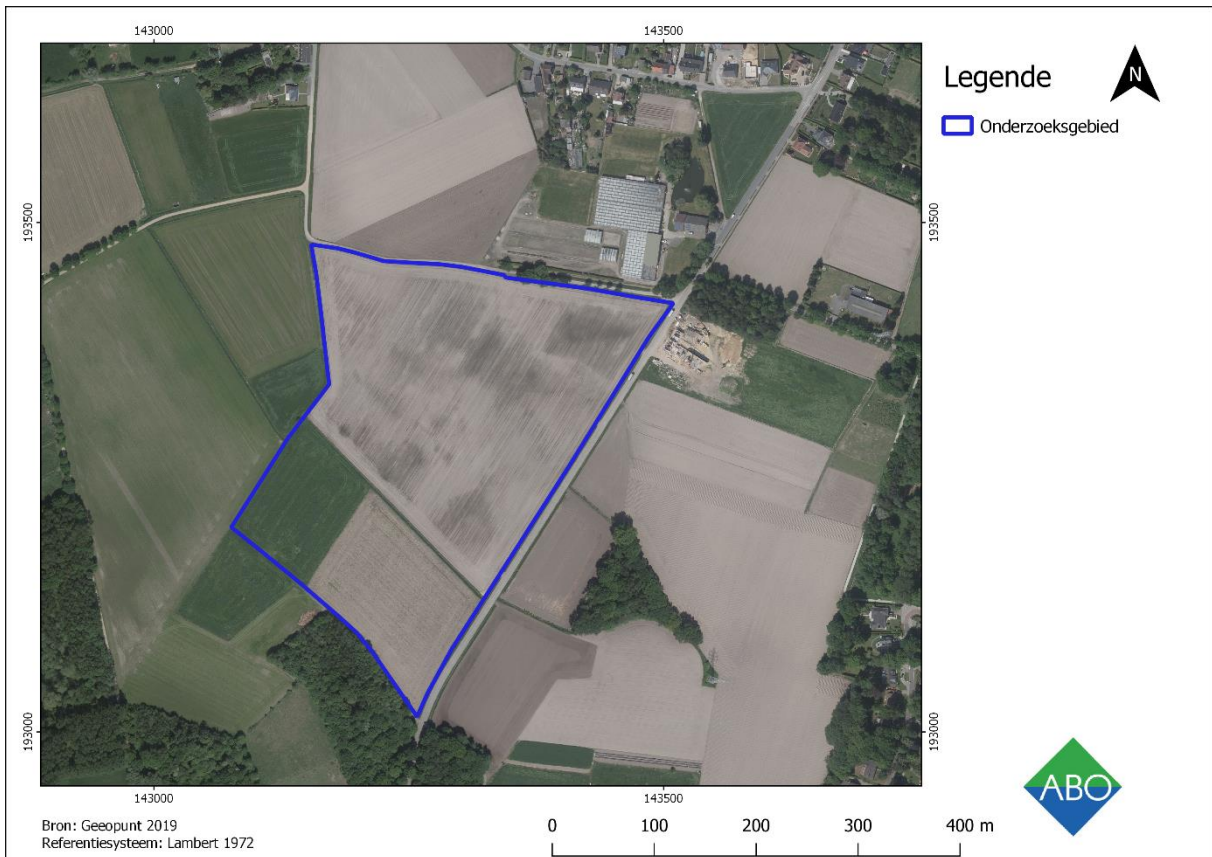 143000 143500
Legende
N
Onderzoeksgebied
193500 193500
193000 193000
143000 143500
ABO
Bron: Geeopunt 2019
Referentiesysteem: Lambert 1972
0 100 200 300 400 m